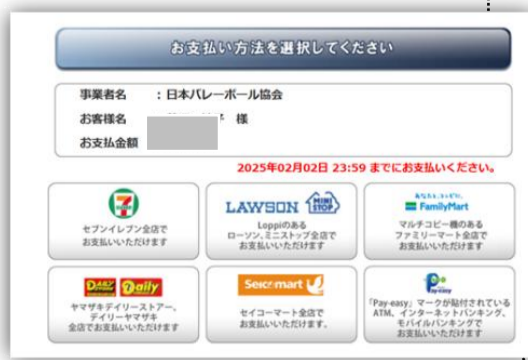 お支払い方法を選択してください
事業者名 :日本バレーボール協会
お客様名 様
お支払金額
2025年02月02日 23:59 までにお支払いください。
セブンイレブン全店で
お支払いいただけます
LAWSON MINI STOP
Loppiのある
ローソン、ミニストップ全店で
お支払いいただけます
あなたと、コンビに、
FamilyMart
マルチコピー機のある
ファミリーマート全店で
お支払いいただけます
DAILY Daily
ヤマザキデイリーストアー、
デイリーヤマザキ
全店でお支払いいただけます
Seicomart
セイコーマート全店で
お支払いいただけます。
Pay-easy
「Pay-easy」マークが貼付されている
ATM、インターネットバンキング、
モバイルバンキングで
お支払いいただけます